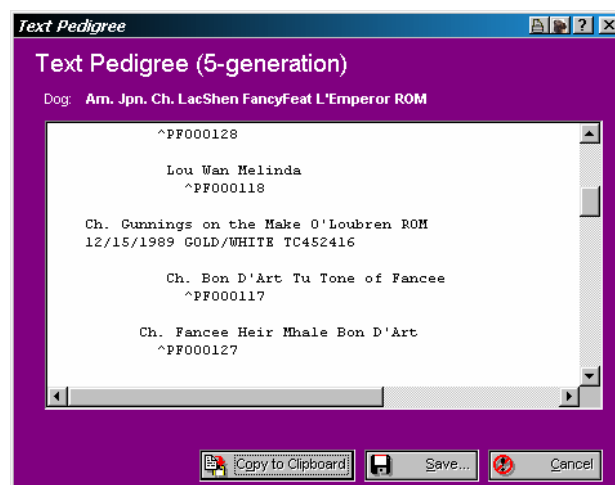 Text Pedigree
Text Pedigree (5-generation)
Dog: Am. Jpn. Ch. LacShen FancyFeat L'Emperor ROM
^PF000128
Lou Wan Melinda
^PF000118
Ch. Gunnings on the Make O'Loubren ROM
12/15/1989 GOLD/WHITE TC452416
Ch. Bon D'Art Tu Tone of Fancee
^PF000117
Ch. Fancee Heir Mhale Bon D'Art
^PF000127
Copy to Clipboard Save... Cancel